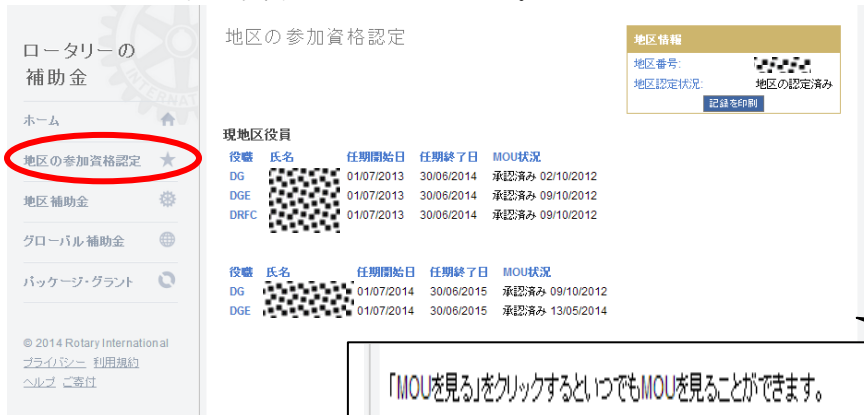 ロータリーの
補助金
ホーム
地区の参加資格認定
地区補助金
グローバル補助金
パッケージ・グラント
© 2014 Rotary International
プライバシー 利用規約
ヘルプ ご寄付
地区の参加資格認定
地区情報
地区番号:
地区認定状況: 地区の認定済み
記録を印刷
現地区役員
役職 氏名 任期開始日 任期終了日 MOU状況
DG 01/07/2013 30/06/2014 承認済み 02/10/2012
DGE 01/07/2013 30/06/2014 承認済み 09/10/2012
DRFC 01/07/2013 30/06/2014 承認済み 09/10/2012
役職 氏名 任期開始日 任期終了日 MOU状況
DG 01/07/2014 30/06/2015 承認済み 09/10/2012
DGE 01/07/2014 30/06/2015 承認済み 13/05/2014
「MOUを見る」をクリックするといつでもMOUを見ることができます。